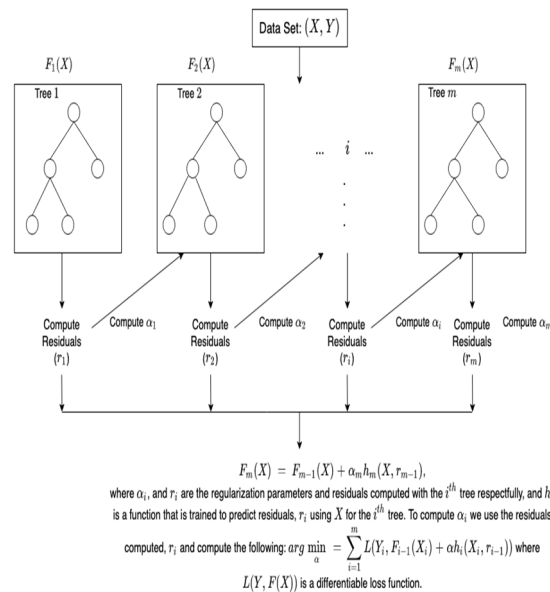 Data Set: (X, Y)
F₁(X)
F₂(X)
Fₘ(X)
Tree 1
Tree 2
Tree m
... i ...
.
.
.
Compute
Residuals
(r₁)
Compute α₁
Compute
Residuals
(r₂)
Compute α₂
Compute
Residuals
(rᵢ)
Compute αᵢ
Compute
Residuals
(rₘ)
Compute αₘ
Fₘ(X) = Fₘ₋₁(X) + αₘhₘ(X, rₘ₋₁),
where αᵢ, and rᵢ are the regularization parameters and residuals computed with the iᵗʰ tree respectfully, and h
is a function that is trained to predict residuals, rᵢ using X for the iᵗʰ tree. To compute αᵢ we use the residuals
computed, rᵢ and compute the following: arg min_α = ∑_{i=1}^{m} L(Yᵢ, Fᵢ₋₁(Xᵢ) + αhᵢ(Xᵢ, rᵢ₋₁)) where
L(Y, F(X)) is a differentiable loss function.